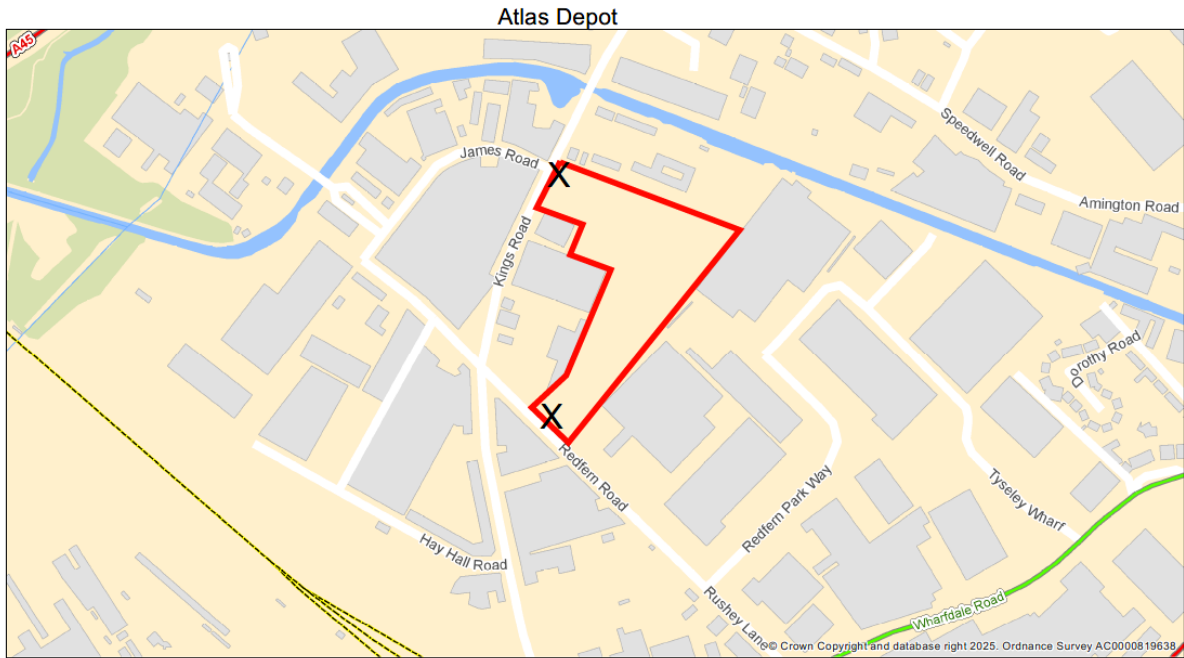 Atlas Depot
A45
James Road
X
Speedwell Road
Amington Road
Kings Road
Dorothy Road
X
Redfern Road
Redfern Park Way
Tyseley Wharf
Hay Hall Road
Rushey Lane
Wharfdale Road
© Crown Copyright and database right 2025. Ordnance Survey AC0000819638